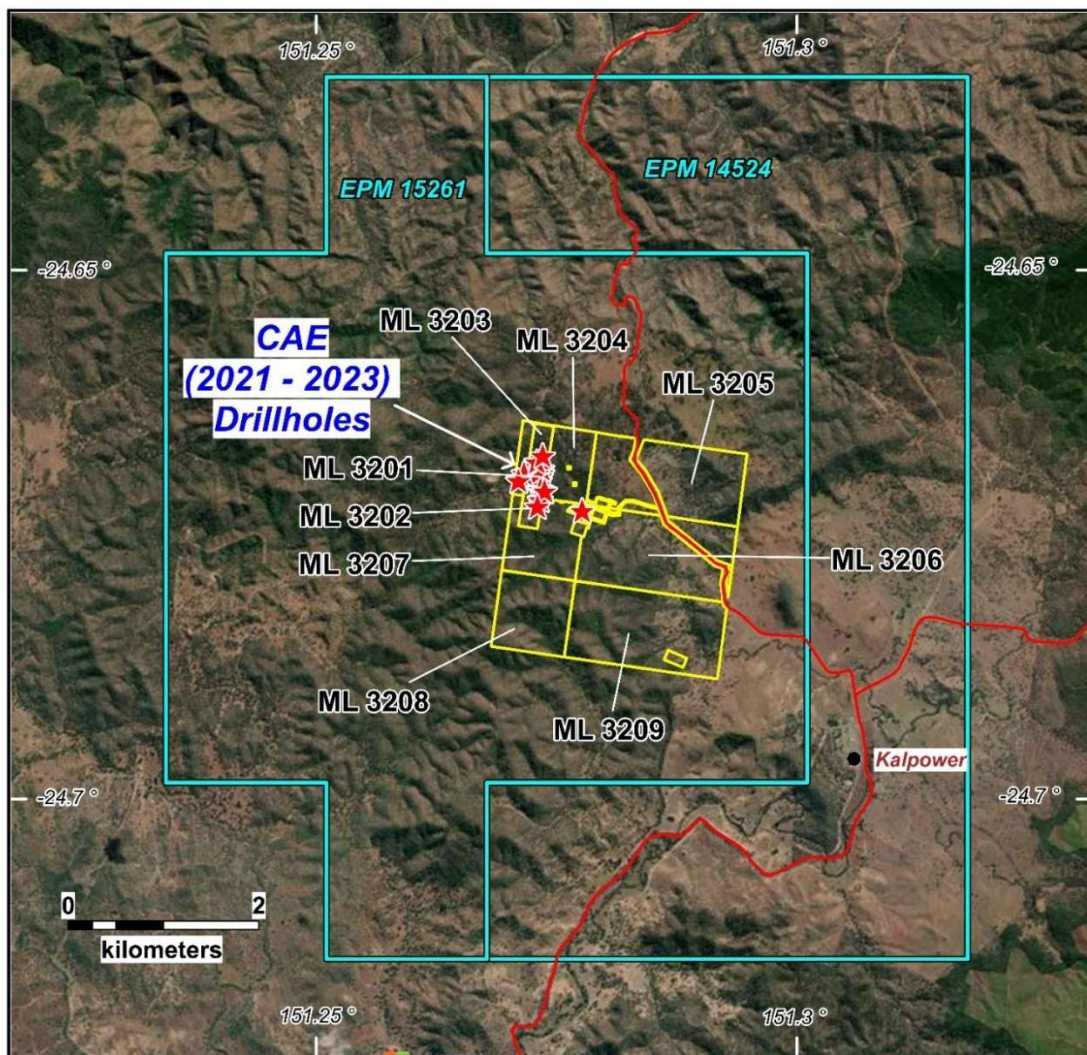 151.25 °
151.3 °
EPM 15261
EPM 14524
-24.65 °
-24.65 °
ML 3203
CAE
(2021 - 2023)
Drillholes
ML 3204
ML 3205
ML 3201
ML 3202
ML 3207
ML 3206
ML 3208
ML 3209
Kalpower
-24.7 °
-24.7 °
0 2
kilometers
151.25 °
151.3 °